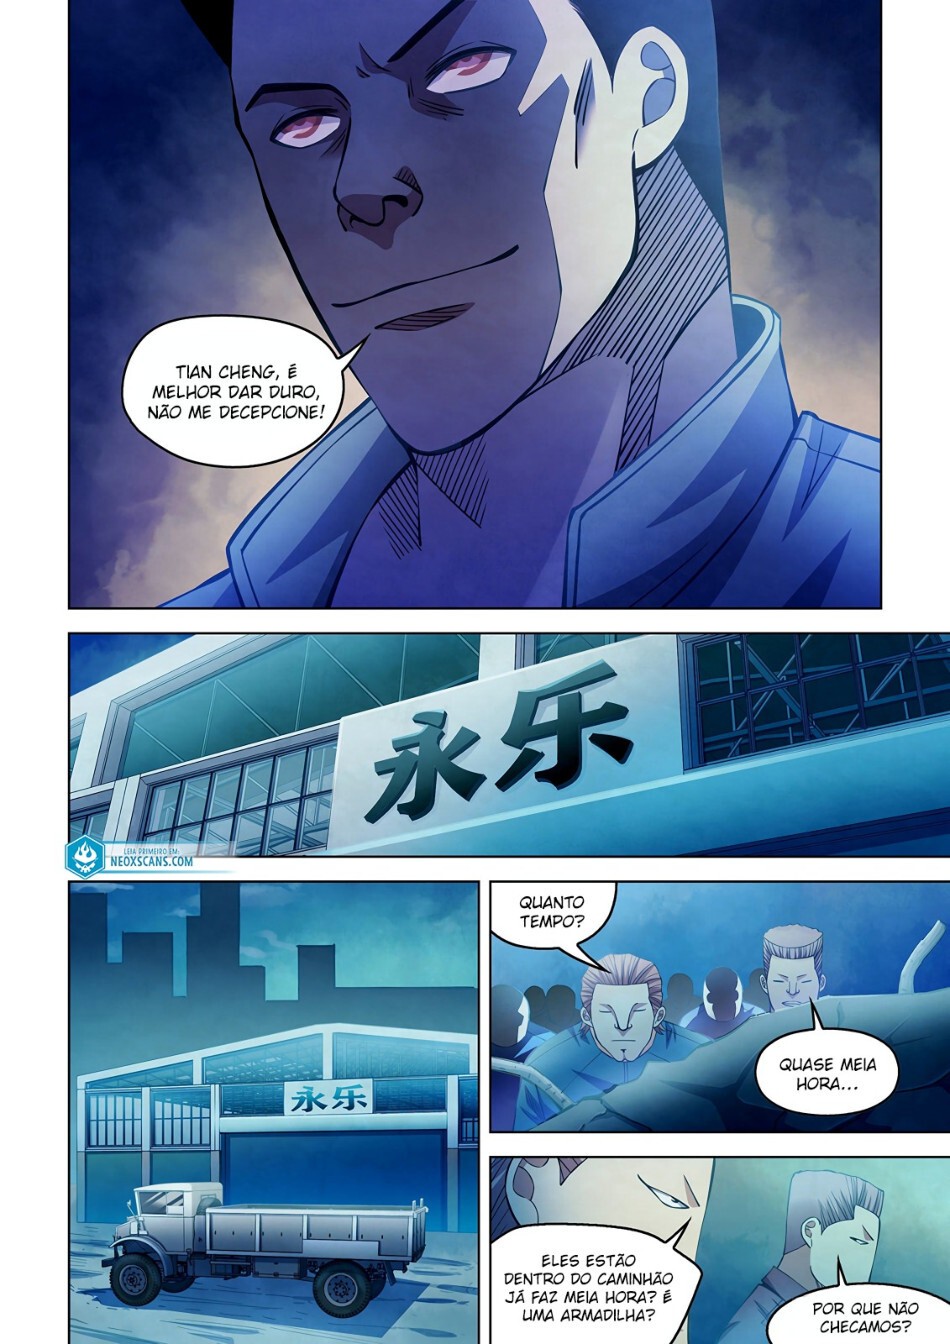 TIAN CHENG, É
MELHOR DAR DURO,
NÃO ME DECEPCIONE!
永乐
LEIA PRIMEIRO EM:
NEOXSCANS.COM
永乐
QUANTO
TEMPO?
QUASE MEIA
HORA...
ELES ESTÃO
DENTRO DO CAMINHÃO
JÁ FAZ MEIA HORA? É
UMA ARMADILHA?
POR QUE NÃO
CHECAMOS?